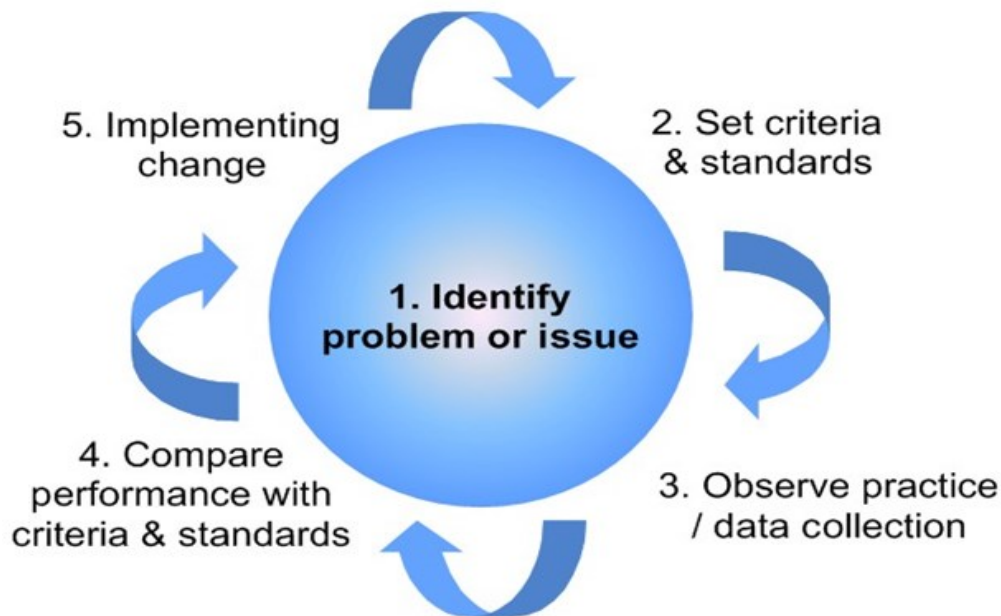 1. Identify
problem or issue
2. Set criteria
& standards
3. Observe practice
/ data collection
4. Compare
performance with
criteria & standards
5. Implementing
change